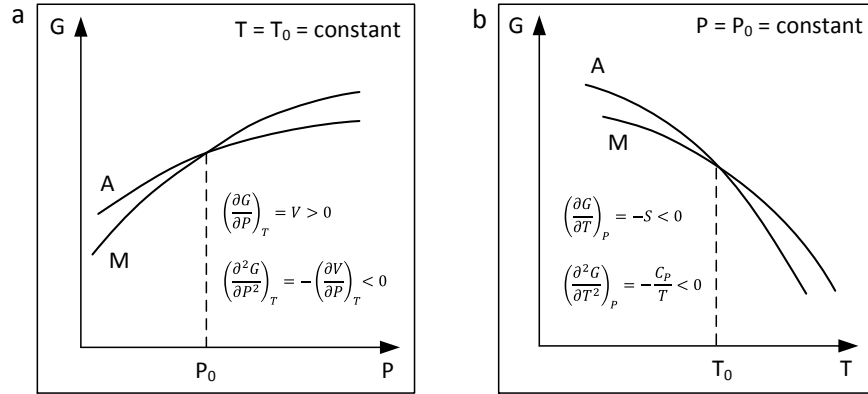 a
G
T = T₀ = constant
A
M
(∂G/∂P)_T = V > 0
(∂²G/∂P²)_T = −(∂V/∂P)_T < 0
P₀
P
b
G
P = P₀ = constant
A
M
(∂G/∂T)_P = −S < 0
(∂²G/∂T²)_P = −C_P/T < 0
T₀
T